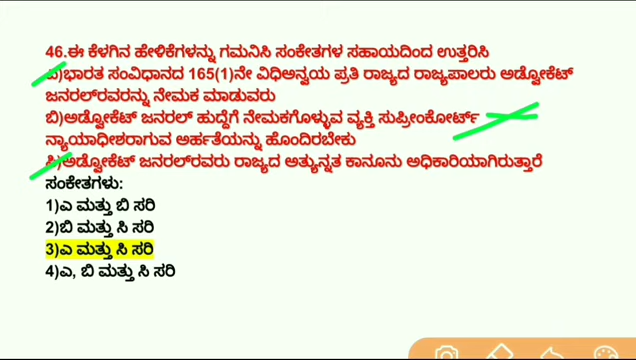 46.ಈ ಕೆಳಗಿನ ಹೇಳಿಕೆಗಳನ್ನು ಗಮನಿಸಿ ಸಂಕೇತಗಳ ಸಹಾಯದಿಂದ ಉತ್ತರಿಸಿ
ಎ)ಭಾರತ ಸಂವಿಧಾನದ 165(1)ನೇ ವಿಧಿಅನ್ವಯ ಪ್ರತಿ ರಾಜ್ಯದ ರಾಜ್ಯಪಾಲರು ಅಡ್ವೋಕೆಟ್
ಜನರಲ್‌ರವರನ್ನು ನೇಮಕ ಮಾಡುವರು
ಬಿ)ಅಡ್ವೋಕೆಟ್ ಜನರಲ್ ಹುದ್ದೆಗೆ ನೇಮಕಗೊಳ್ಳುವ ವ್ಯಕ್ತಿ ಸುಪ್ರೀಂಕೋರ್ಟ್
ನ್ಯಾಯಾಧೀಶರಾಗುವ ಅರ್ಹತೆಯನ್ನು ಹೊಂದಿರಬೇಕು
ಸಿ)ಅಡ್ವೋಕೆಟ್ ಜನರಲ್‌ರವರು ರಾಜ್ಯದ ಅತ್ಯುನ್ನತ ಕಾನೂನು ಅಧಿಕಾರಿಯಾಗಿರುತ್ತಾರೆ
ಸಂಕೇತಗಳು:
1)ಎ ಮತ್ತು ಬಿ ಸರಿ
2)ಬಿ ಮತ್ತು ಸಿ ಸರಿ
3)ಎ ಮತ್ತು ಸಿ ಸರಿ
4)ಎ, ಬಿ ಮತ್ತು ಸಿ ಸರಿ